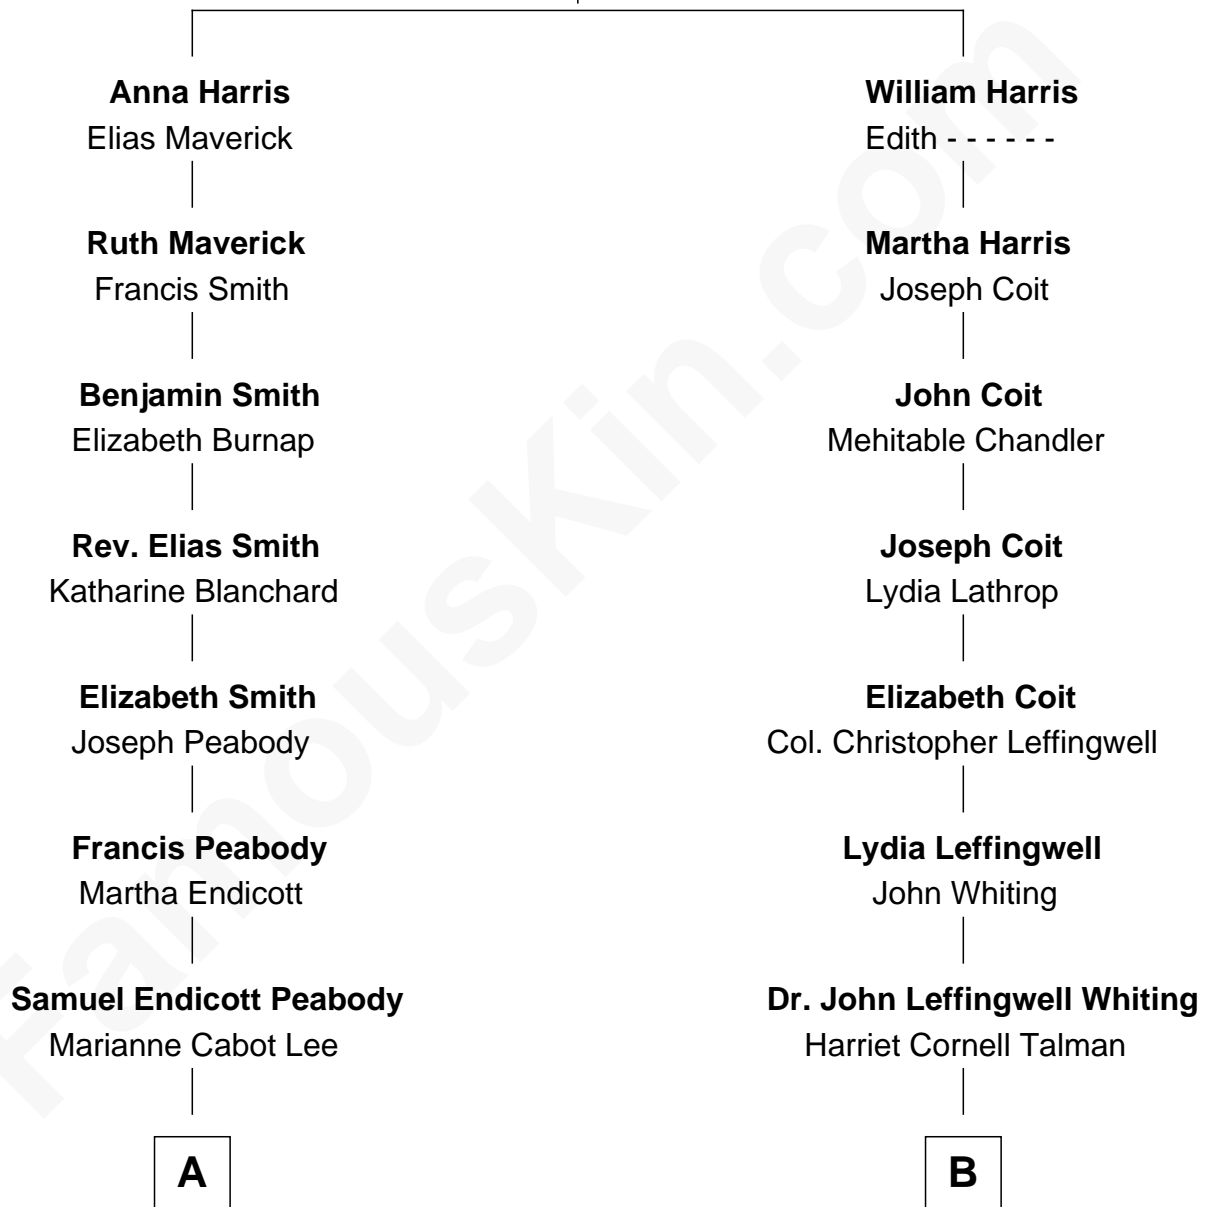 Anna Harris
Elias Maverick
Ruth Maverick
Francis Smith
Benjamin Smith
Elizabeth Burnap
Rev. Elias Smith
Katharine Blanchard
Elizabeth Smith
Joseph Peabody
Francis Peabody
Martha Endicott
Samuel Endicott Peabody
Marianne Cabot Lee
A
William Harris
Edith - - - - - -
Martha Harris
Joseph Coit
John Coit
Mehitable Chandler
Joseph Coit
Lydia Lathrop
Elizabeth Coit
Col. Christopher Leffingwell
Lydia Leffingwell
John Whiting
Dr. John Leffingwell Whiting
Harriet Cornell Talman
B
FamousKin.com